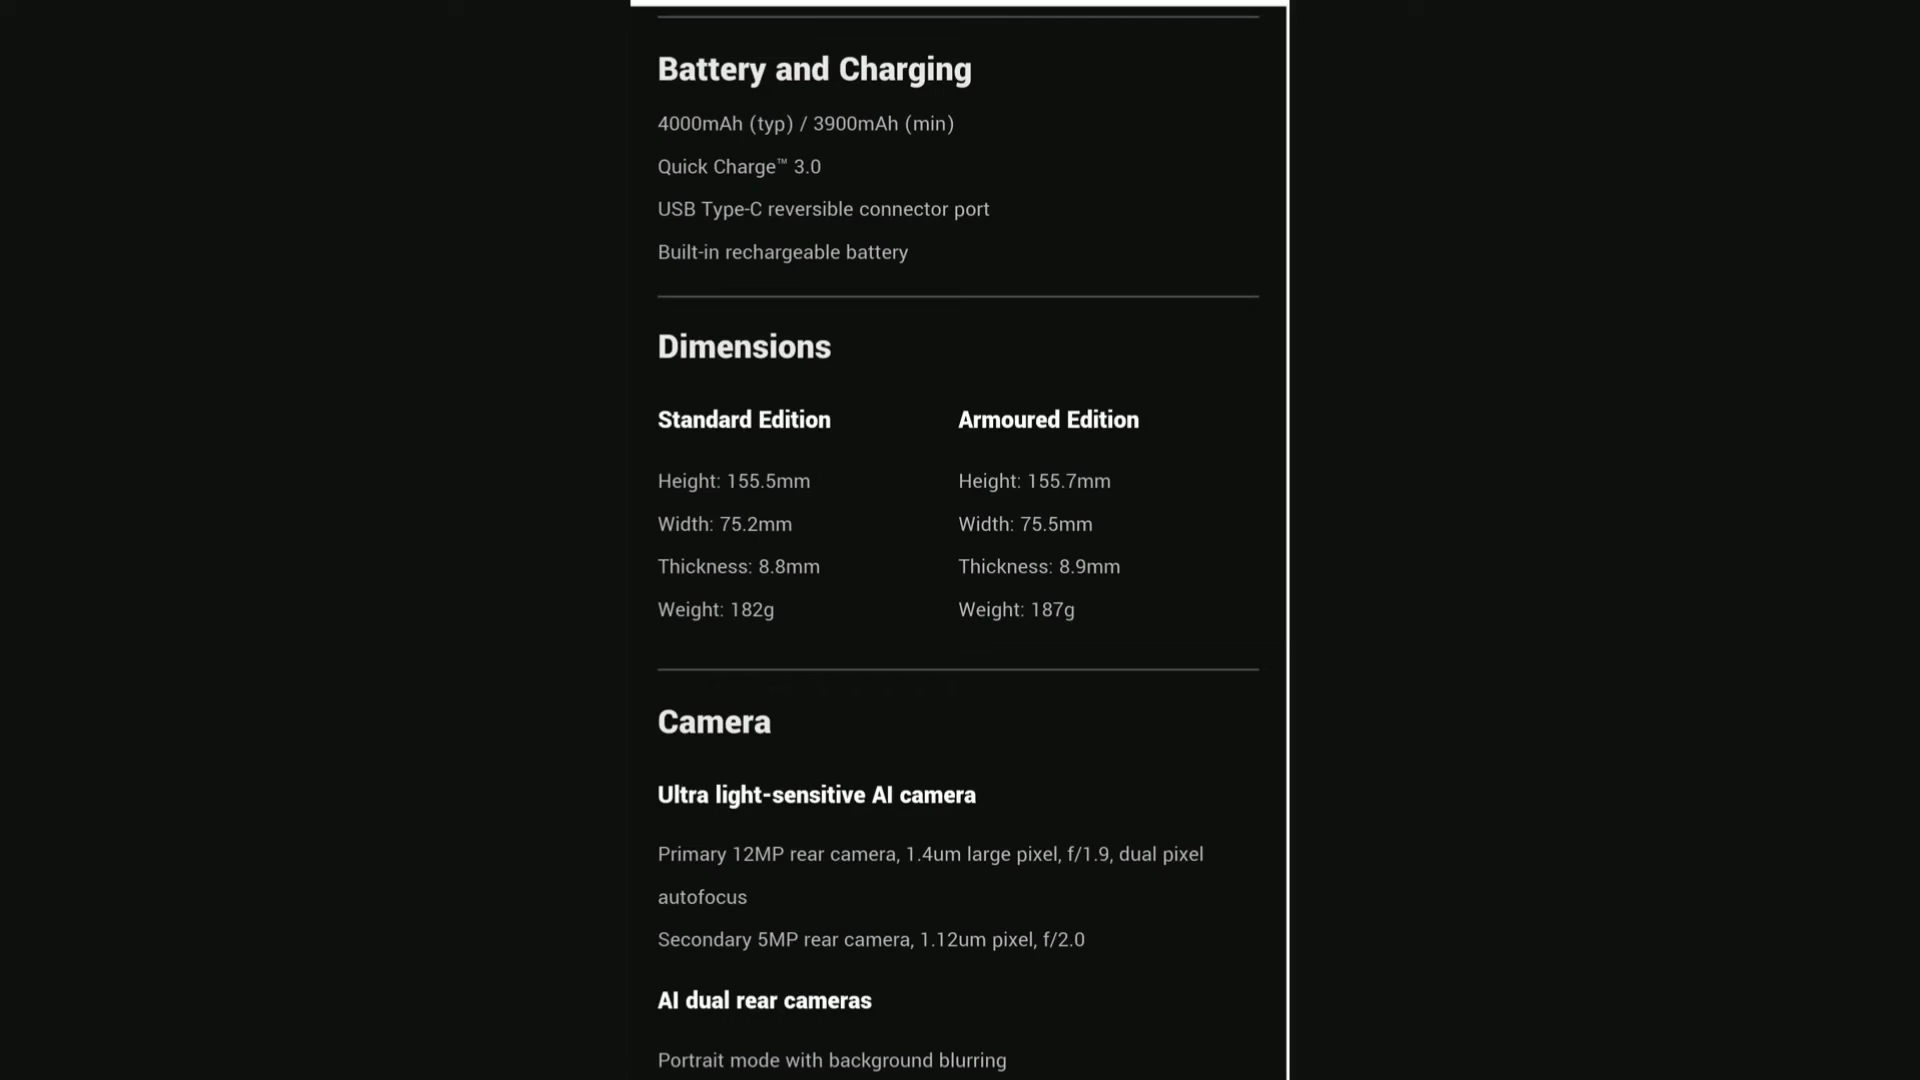 Battery and Charging
4000mAh (typ) / 3900mAh (min)
Quick Charge™ 3.0
USB Type-C reversible connector port
Built-in rechargeable battery
Dimensions
Standard Edition
Armoured Edition
Height: 155.5mm
Height: 155.7mm
Width: 75.2mm
Width: 75.5mm
Thickness: 8.8mm
Thickness: 8.9mm
Weight: 182g
Weight: 187g
Camera
Ultra light-sensitive AI camera
Primary 12MP rear camera, 1.4um large pixel, f/1.9, dual pixel
autofocus
Secondary 5MP rear camera, 1.12um pixel, f/2.0
AI dual rear cameras
Portrait mode with background blurring